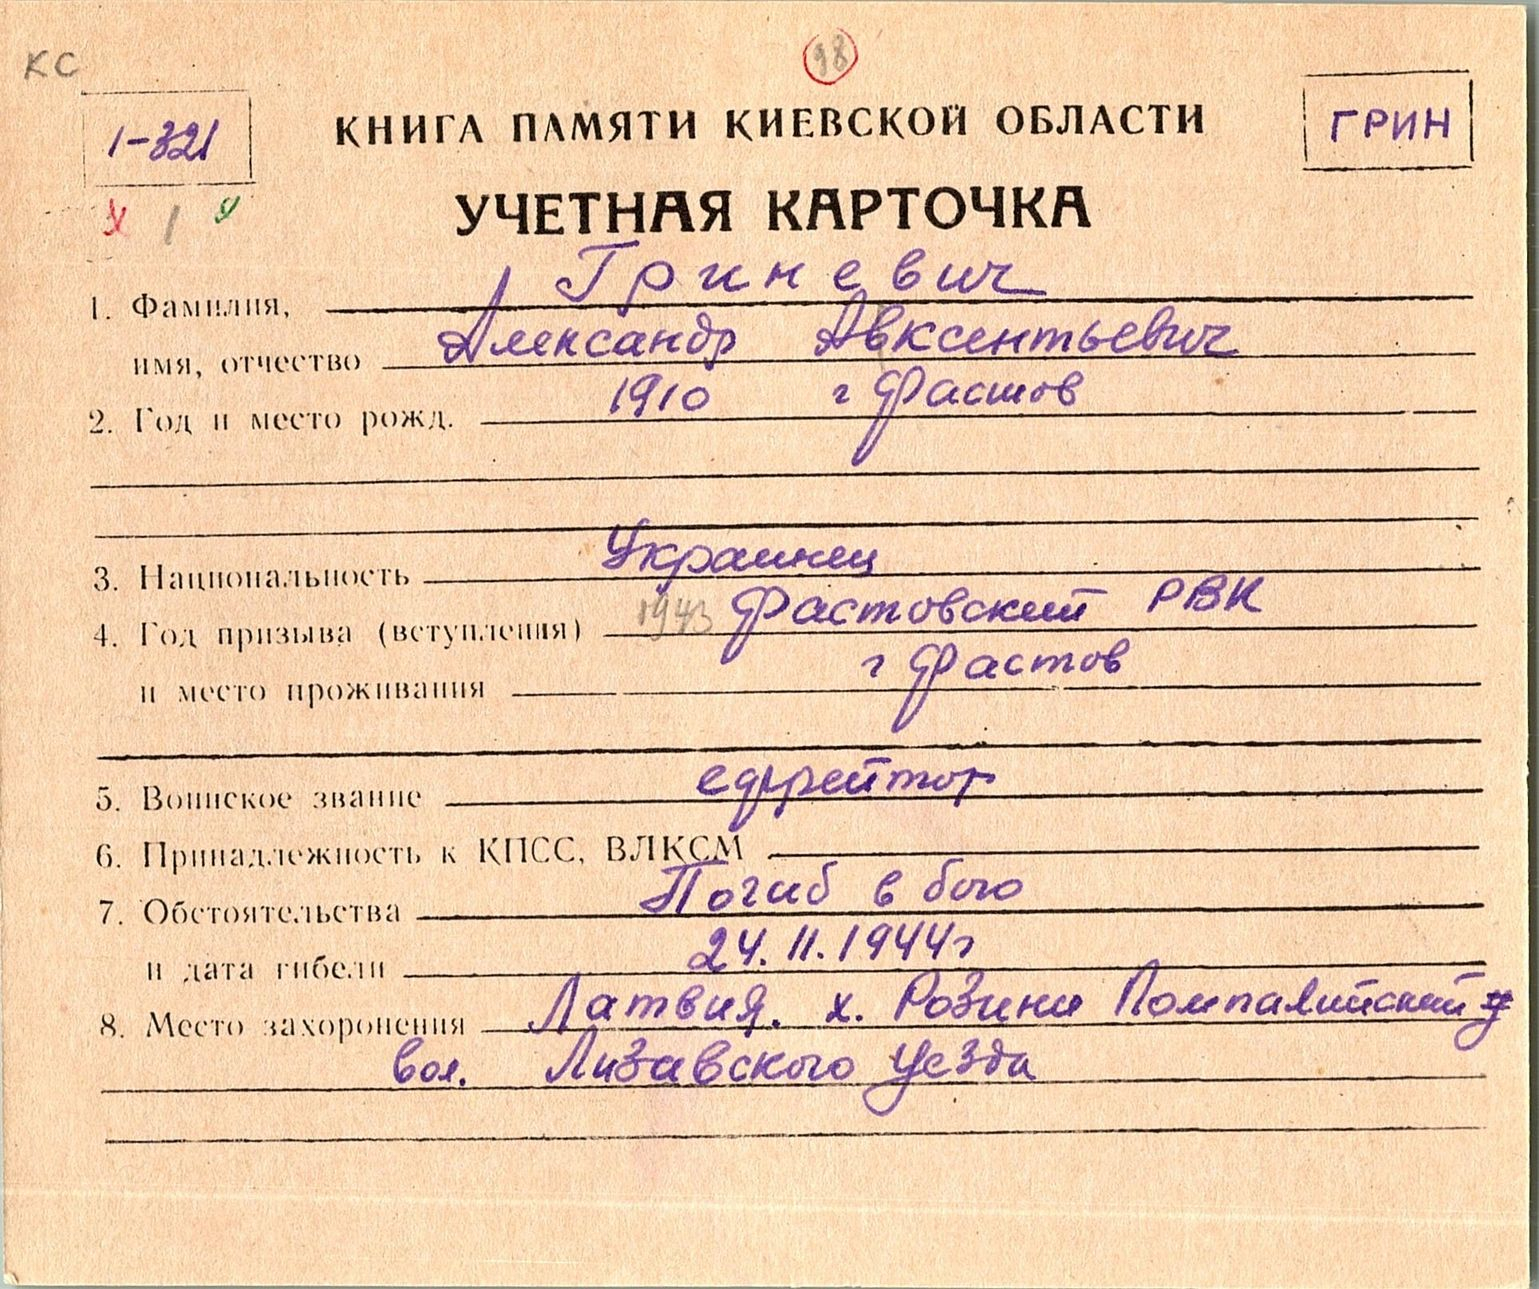 КС
98
1-321
КНИГА ПАМЯТИ КИЕВСКОЙ ОБЛАСТИ
ГРИН
УЧЕТНАЯ КАРТОЧКА
1. Фамилия, Гриневич
имя, отчество Александр Авксентьевич
2. Год и место рожд. 1910 г Фастов
3. Национальность Украинец
4. Год призыва (вступления) 1943 Фастовский РВК
и место проживания г Фастов
5. Воинское звание ефрейтор
6. Принадлежность к КПСС, ВЛКСМ
7. Обстоятельства Погиб в бою
и дата гибели 24.11.1944г
8. Место захоронения Латвия. х. Розини Помпалийский
вол. Лизавского уезда